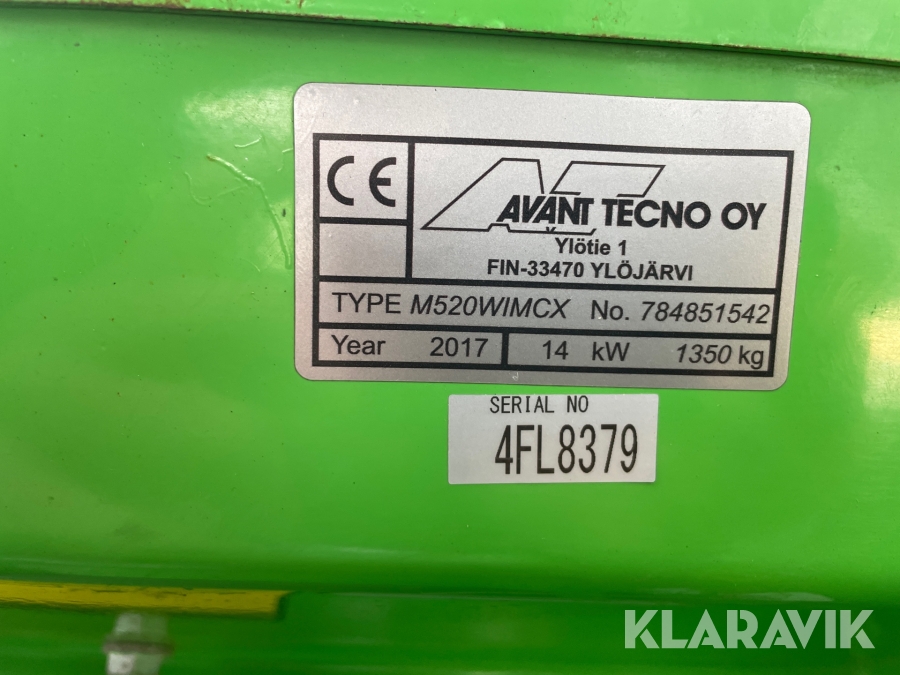 CE
AVANT TECNO OY
Ylötie 1
FIN-33470 YLÖJÄRVI
TYPE M520WIMCX No. 784851542
Year 2017 14 kW 1350 kg
SERIAL NO
4FL8379
KLARAVIK